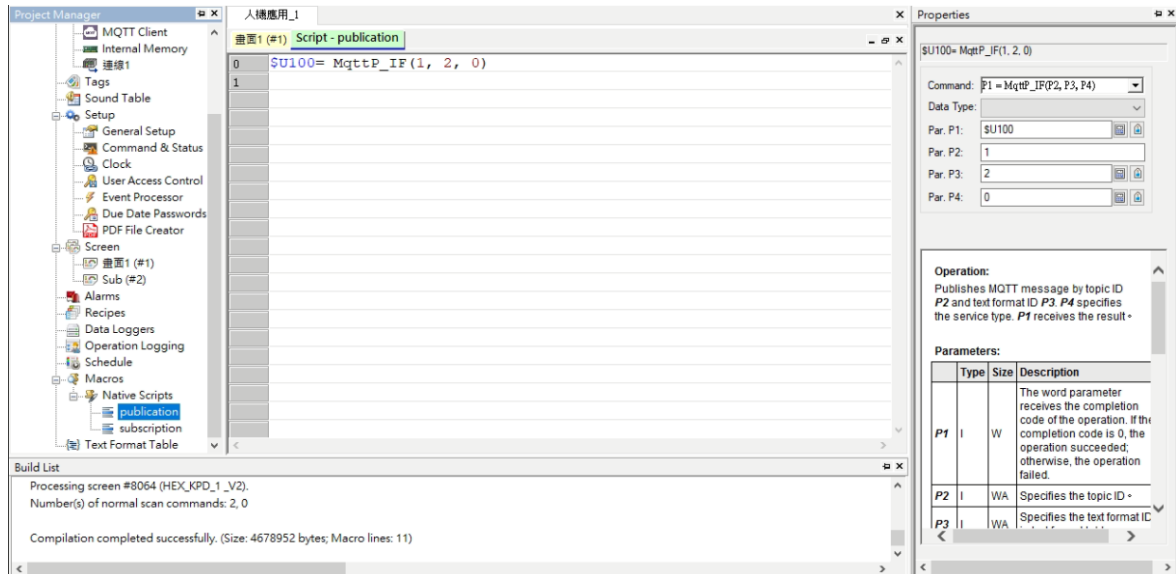 Project Manager
MQTT Client
Internal Memory
連線1
Tags
Sound Table
Setup
General Setup
Command & Status
Clock
User Access Control
Event Processor
Due Date Passwords
PDF File Creator
Screen
畫面1 (#1)
Sub (#2)
Alarms
Recipes
Data Loggers
Operation Logging
Schedule
Macros
Native Scripts
publication
subscription
Text Format Table
人機應用_1
畫面1 (#1) Script - publication
0 $U100= MqttP_IF(1, 2, 0)
1
Properties
$U100= MqttP_IF(1, 2, 0)
Command: P1 = MqttP_IF(P2, P3, P4)
Data Type:
Par. P1: $U100
Par. P2: 1
Par. P3: 2
Par. P4: 0
Operation:
Publishes MQTT message by topic ID
P2 and text format ID P3. P4 specifies
the service type. P1 receives the result。
Parameters:
Type Size Description
P1 I W The word parameter
receives the completion
code of the operation. If the
completion code is 0, the
operation succeeded;
otherwise, the operation
failed.
P2 I WA Specifies the topic ID。
P3 I WA Specifies the text format ID
Build List
Processing screen #8064 (HEX_KPD_1_V2).
Number(s) of normal scan commands: 2, 0
Compilation completed successfully. (Size: 4678952 bytes; Macro lines: 11)